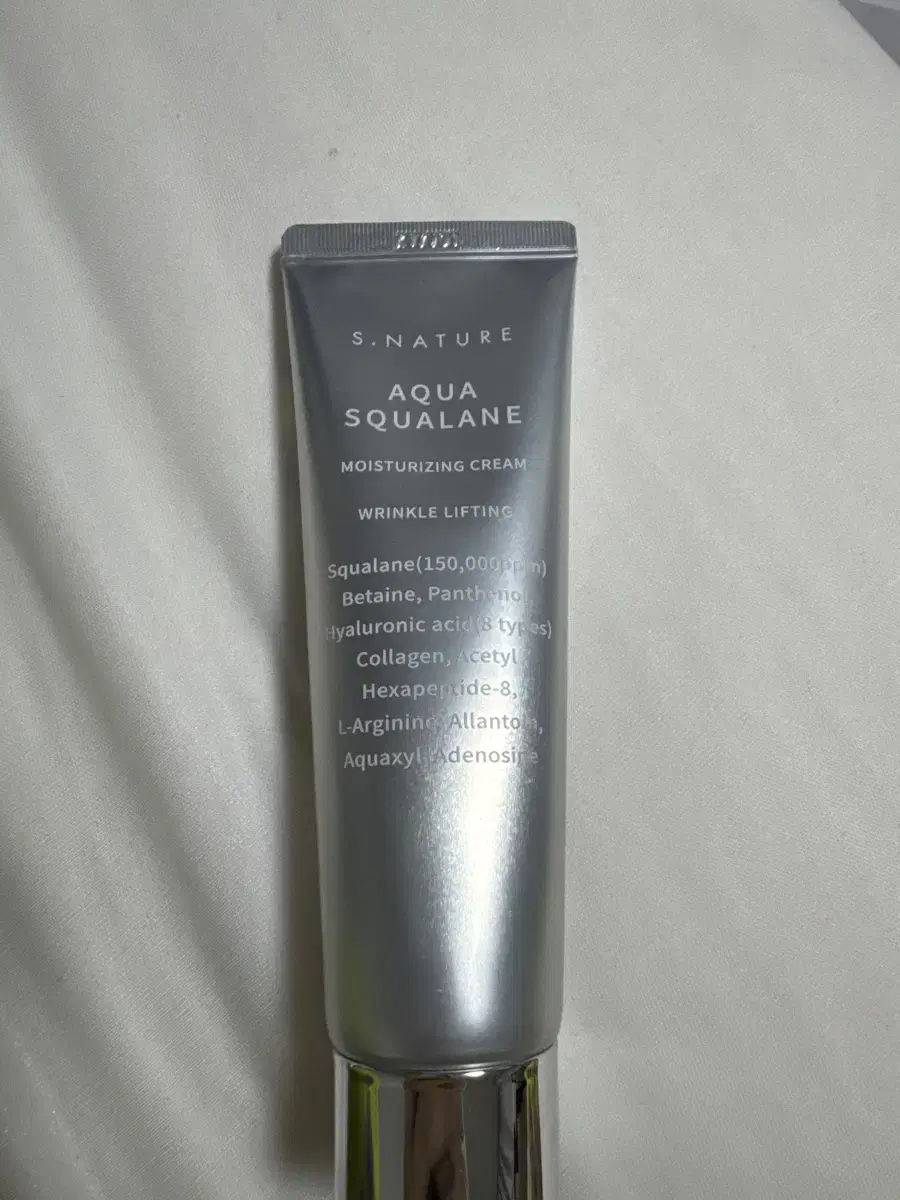 S.NATURE
AQUA
SQUALANE
MOISTURIZING CREAM
WRINKLE LIFTING
Squalane(150,000ppm)
Betaine, Panthenol,
Hyaluronic acid(8 types)
Collagen, Acetyl
Hexapeptide-8,
L-Arginine, Allantoin,
Aquaxyl, Adenosine